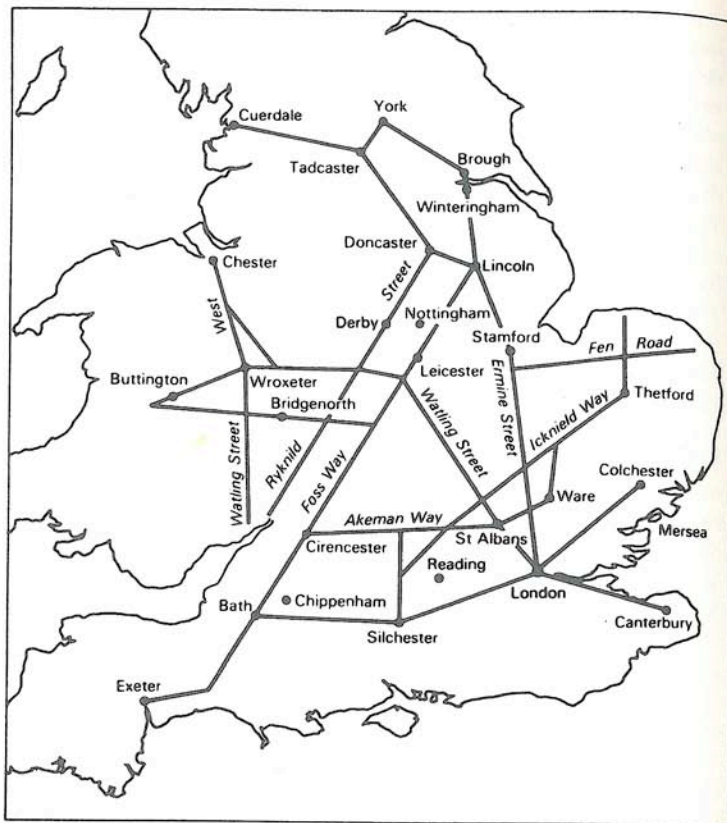 York
Cuerdale
Tadcaster
Brough
Winteringham
Doncaster
Lincoln
Chester
Street
Nottingham
West
Derby
Stamford
Fen Road
Leicester
Buttington
Wroxeter
Bridgenorth
Thetford
Ermine Street
Icknield Way
Watling Street
Watling Street
Ryknild
Foss Way
Colchester
Ware
Akeman Way
St Albans
Mersea
Cirencester
Reading
London
Bath
Chippenham
Silchester
Canterbury
Exeter